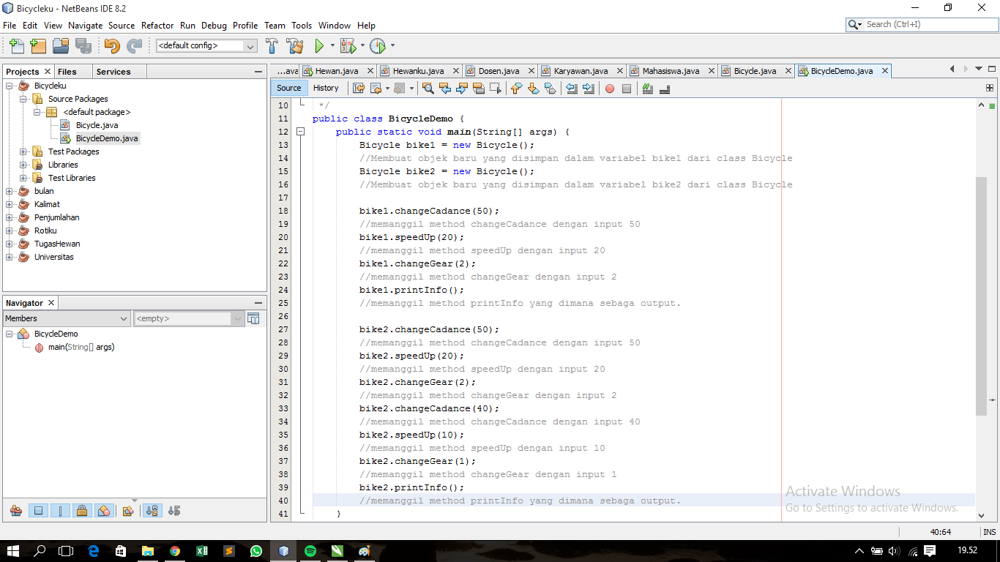 Bicycleku - NetBeans IDE 8.2
File Edit View Navigate Source Refactor Run Debug Profile Team Tools Window Help
Search (Ctrl+I)
<default config>
Projects Files Services
...ava Hewan.java Hewanku.java Dosen.java Karyawan.java Mahasiswa.java Bicycle.java BicycleDemo.java
Source History
Bicycleku
Source Packages
<default package>
Bicycle.java
BicycleDemo.java
Test Packages
Libraries
Test Libraries
bulan
Kalimat
Penjumlahan
Rotiku
TugasHewan
Universitas
Navigator
Members <empty>
BicycleDemo
main(String[] args)
10 */
11 public class BicycleDemo {
12 public static void main(String[] args) {
13 Bicycle bike1 = new Bicycle();
14 //Membuat objek baru yang disimpan dalam variabel bike1 dari class Bicycle
15 Bicycle bike2 = new Bicycle();
16 //Membuat objek baru yang disimpan dalam variabel bike2 dari class Bicycle
17
18 bike1.changeCadance(50);
19 //memanggil method changeCadance dengan input 50
20 bike1.speedUp(20);
21 //memanggil method speedUp dengan input 20
22 bike1.changeGear(2);
23 //memanggil method changeGear dengan input 2
24 bike1.printInfo();
25 //memanggil method printInfo yang dimana sebaga output.
26
27 bike2.changeCadance(50);
28 //memanggil method changeCadance dengan input 50
29 bike2.speedUp(20);
30 //memanggil method speedUp dengan input 20
31 bike2.changeGear(2);
32 //memanggil method changeGear dengan input 2
33 bike2.changeCadance(40);
34 //memanggil method changeCadance dengan input 40
35 bike2.speedUp(10);
36 //memanggil method speedUp dengan input 10
37 bike2.changeGear(1);
38 //memanggil method changeGear dengan input 1
39 bike2.printInfo();
40 //memanggil method printInfo yang dimana sebaga output.
41 }
Activate Windows
Go to Settings to activate Windows.
40:64 INS
19.52